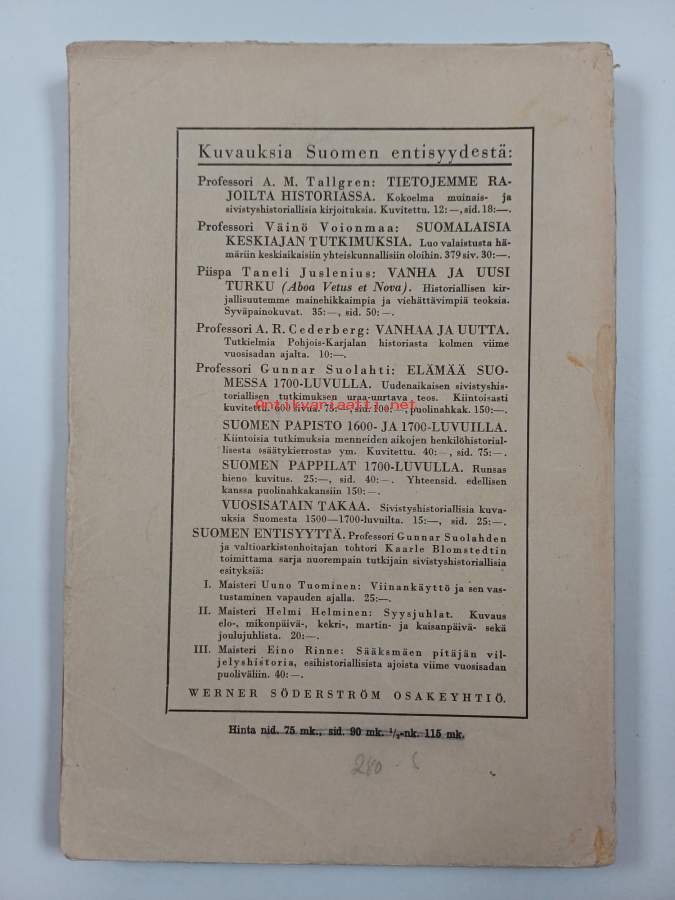 Kuvauksia Suomen entisyydestä:
Professori A. M. Tallgren: TIETOJEMME RA-
JOILTA HISTORIASSA. Kokoelma muinais- ja
sivistyshistoriallisia kirjoituksia. Kuvitettu. 12: —, sid. 18:—.
Professori Väinö Voionmaa: SUOMALAISIA
KESKIAJAN TUTKIMUKSIA. Luo valaistusta hä-
märiin keskiaikaisiin yhteiskunnallisiin oloihin. 379 siv. 30:—.
Piispa Taneli Juslenius: VANHA JA UUSI
TURKU (Aboa Vetus et Nova). Historiallisen kir-
jallisuutemme mainehikkaimpia ja viehättävimpiä teoksia.
Syväpainokuvat. 35: —, sid. 50: —.
Professori A. R. Cederberg: VANHAA JA UUTTA.
Tutkielmia Pohjois-Karjalan historiasta kolmen viime
vuosisadan ajalta. 10:—.
Professori Gunnar Suolahti: ELÄMÄÄ SUO-
MESSA 1700-LUVULLA. Uudenaikaisen sivistyshis-
toriallisen tutkimuksen uraa-uurtava teos. Kiintoisasti
kuvitettu. 600 sivua. 75: —, sid. 100: —, puolinahkak. 150:—.
antikvariaatti.net
SUOMEN PAPISTO 1600- JA 1700-LUVUILLA.
Kiintoisia tutkimuksia menneiden aikojen henkilöhistorial-
lisesta »säätykierrosta» ym. Kuvitettu. 40: —, sid. 75: —.
SUOMEN PAPPILAT 1700-LUVULLA. Runsas
hieno kuvitus. 25:—, sid. 40: —. Yhteensid. edellisen
kanssa puolinahkakansiin 150: —.
VUOSISATAIN TAKAA. Sivistyshistoriallisia kuva-
uksia Suomesta 1500—1700-luvuilta. 15:—, sid. 25: —.
SUOMEN ENTISYYTTÄ. Professori Gunnar Suolahden
ja valtioarkistonhoitajan tohtori Kaarle Blomstedtin
toimittama sarja nuorempain tutkijain sivistyshistoriallisia
esityksiä:
I. Maisteri Uuno Tuominen: Viinankäyttö ja sen vas-
tustaminen vapauden ajalla. 25:—.
II. Maisteri Helmi Helminen: Syysjuhlat. Kuvaus
elo-, mikonpäivä-, kekri-, martin- ja kaisanpäivä- sekä
joulujuhlista. 20:—.
III. Maisteri Eino Rinne: Sääksmäen pitäjän vil-
jelyshistoria, esihistoriallisista ajoista viime vuosisadan
puoliväliin. 40: —.
WERNER SÖDERSTRÖM OSAKEYHTIÖ.
Hinta nid. 75 mk., sid. 90 mk. ½-nk. 115 mk.
280